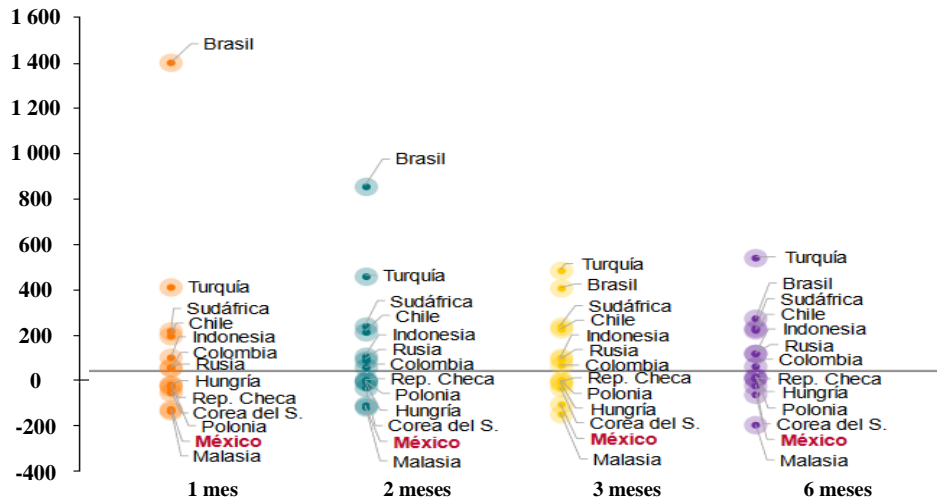 1 600
1 400
1 200
1 000
800
600
400
200
0
-200
-400
Brasil
Turquía
Sudáfrica
Chile
Indonesia
Colombia
Rusia
Hungría
Rep. Checa
Corea del S.
Polonia
México
Malasia
Brasil
Turquía
Sudáfrica
Chile
Indonesia
Rusia
Colombia
Rep. Checa
Polonia
Hungría
Corea del S.
México
Malasia
Turquía
Brasil
Sudáfrica
Chile
Indonesia
Rusia
Colombia
Rep. Checa
Polonia
Hungría
Corea del S.
México
Malasia
Turquía
Brasil
Sudáfrica
Chile
Indonesia
Rusia
Colombia
Rep. Checa
Hungría
Polonia
Corea del S.
México
Malasia
1 mes
2 meses
3 meses
6 meses